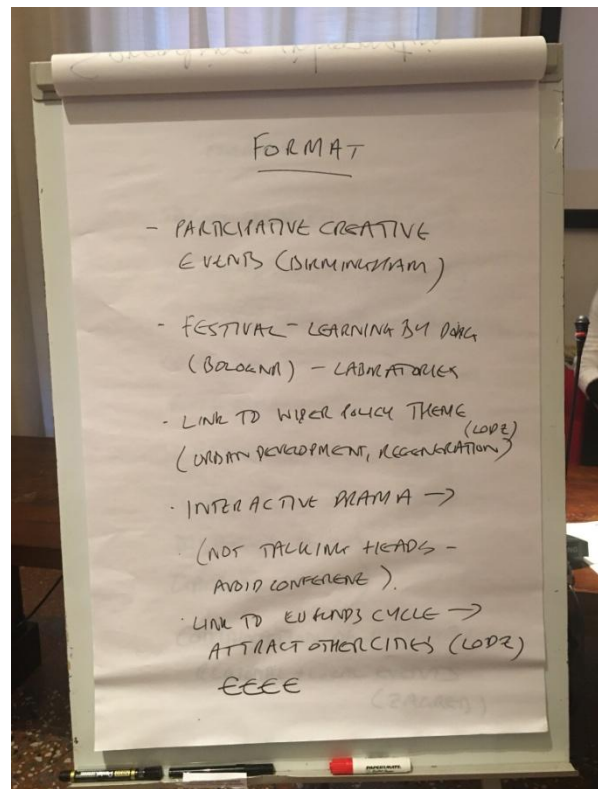 FORMAT
- PARTICIPATIVE CREATIVE
EVENTS (BIRMINGHAM)
- FESTIVAL - LEARNING BY DOING
(BOLOGNA) - LABORATORIES
- LINK TO WIDER POLICY THEME
(LODZ)
(URBAN DEVELOPMENT, REGENERATION)
· INTERACTIVE DRAMA →
· (NOT TALKING HEADS -
AVOID CONFERENCE).
· LINK TO EU FUNDS CYCLE →
ATTRACT OTHER CITIES (LODZ)
€€€€
(ZAGREB)